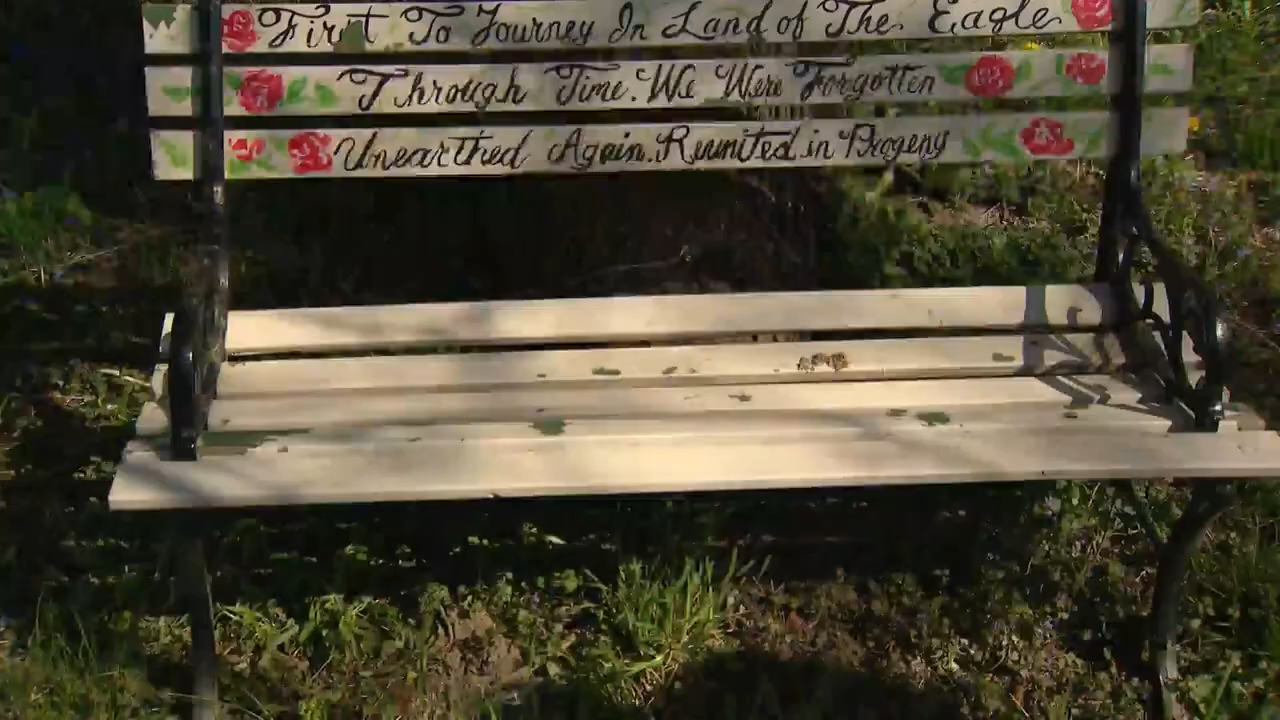 First To Journey In Land of The Eagle
Through Time. We Were Forgotten
Unearthed Again. Reunited in Progeny